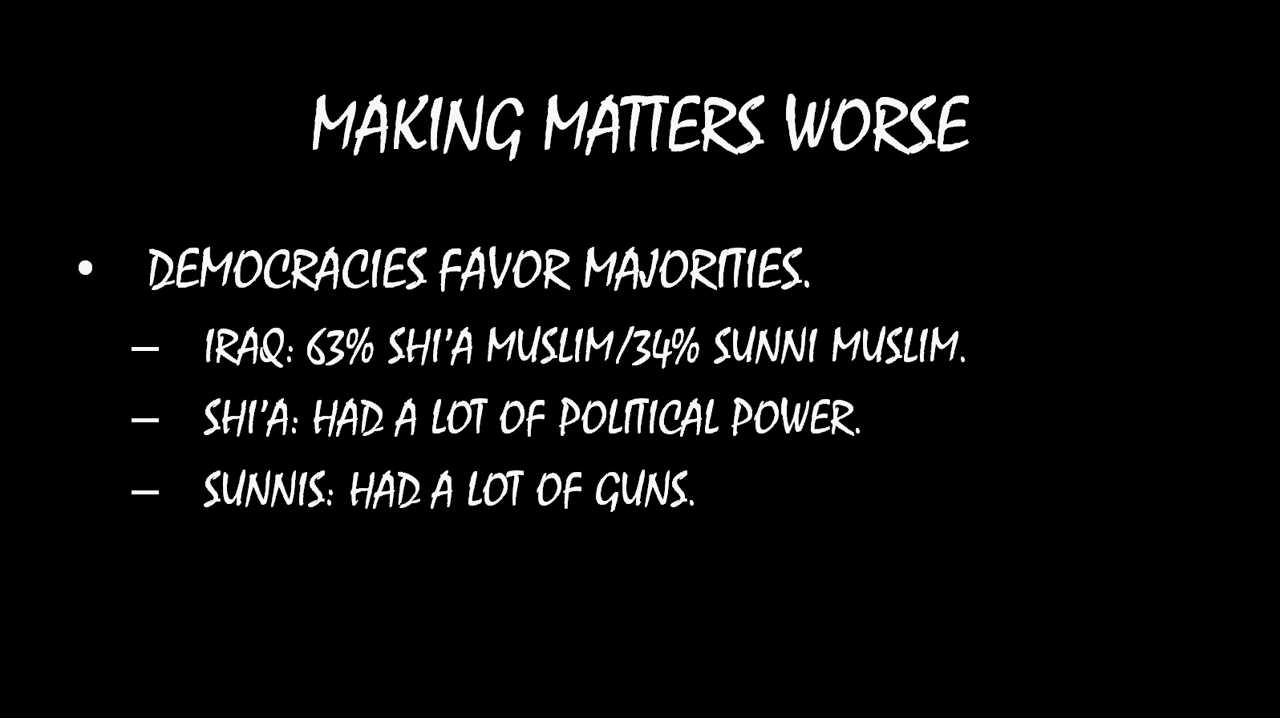 MAKING MATTERS WORSE
• DEMOCRACIES FAVOR MAJORITIES.
– IRAQ: 63% SHI'A MUSLIM/34% SUNNI MUSLIM.
– SHI'A: HAD A LOT OF POLITICAL POWER.
– SUNNIS: HAD A LOT OF GUNS.